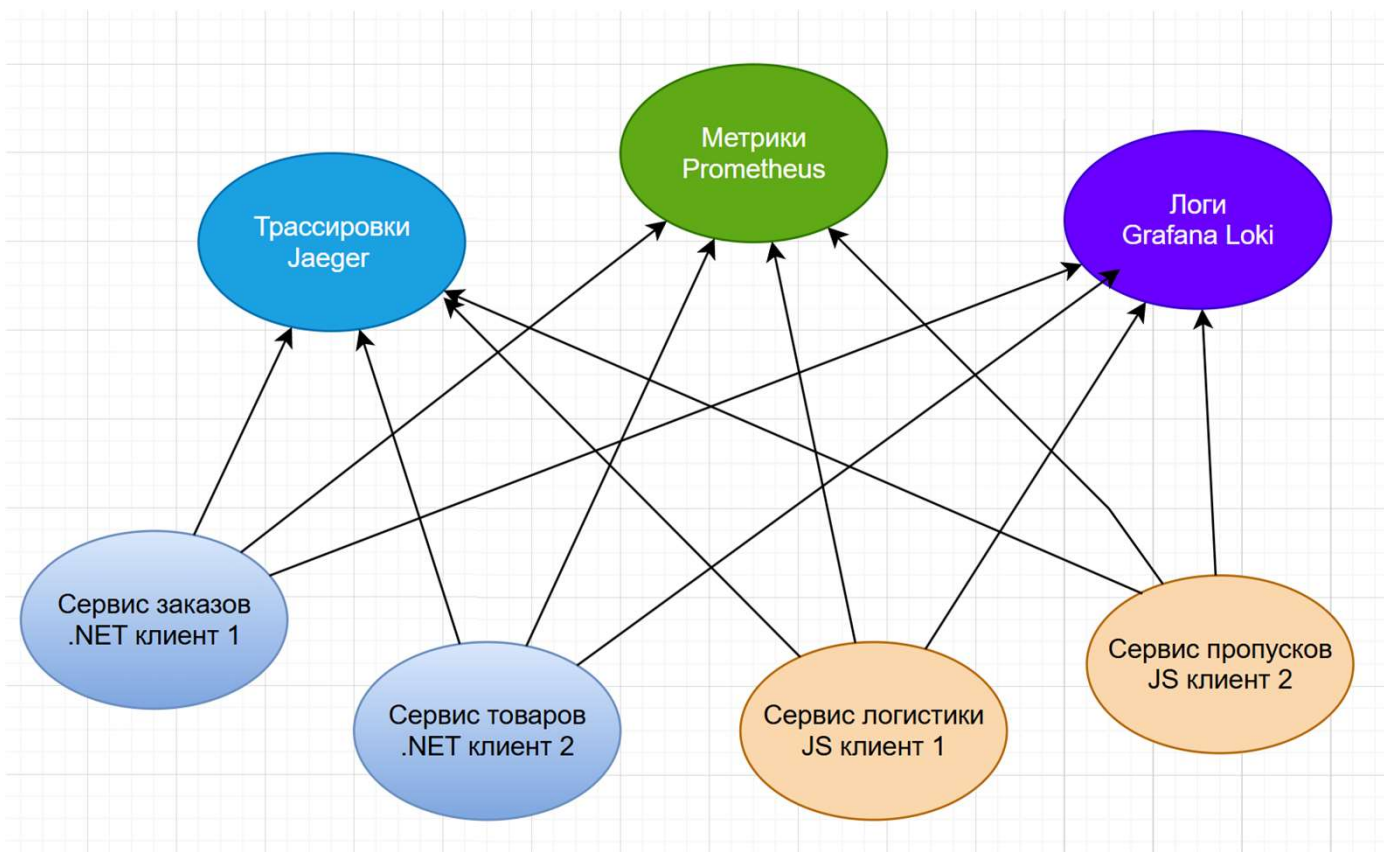 Метрики
Prometheus
Трассировки
Jaeger
Логи
Grafana Loki
Сервис заказов
.NET клиент 1
Сервис товаров
.NET клиент 2
Сервис логистики
JS клиент 1
Сервис пропусков
JS клиент 2